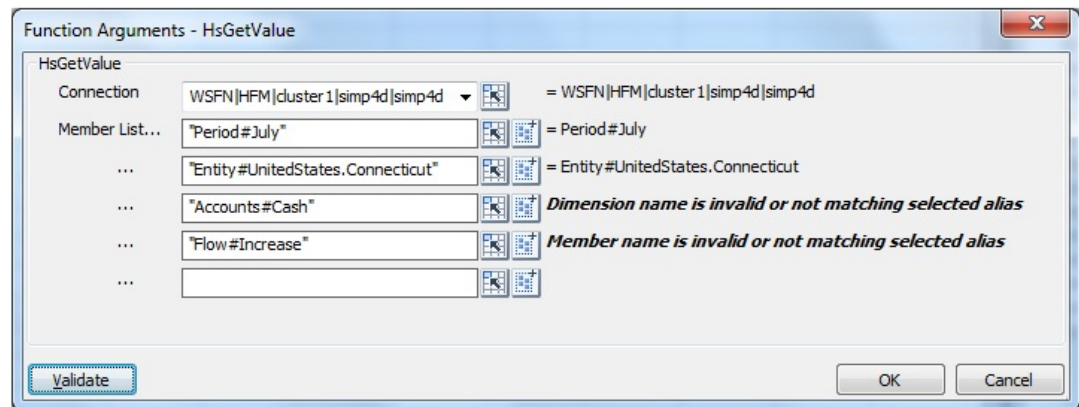 Function Arguments - HsGetValue
X
HsGetValue
Connection WSFN|HFM|cluster1|simp4d|simp4d = WSFN|HFM|cluster1|simp4d|simp4d
Member List... "Period#July" = Period#July
... "Entity#UnitedStates.Connecticut" = Entity#UnitedStates.Connecticut
... "Accounts#Cash" Dimension name is invalid or not matching selected alias
... "Flow#Increase" Member name is invalid or not matching selected alias
...
Validate OK Cancel